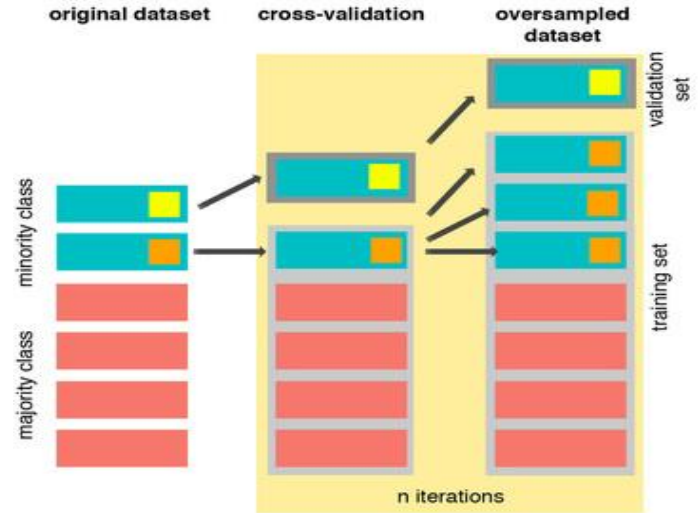 original dataset
cross-validation
oversampled
dataset
validation
set
minority class
majority class
training set
n iterations